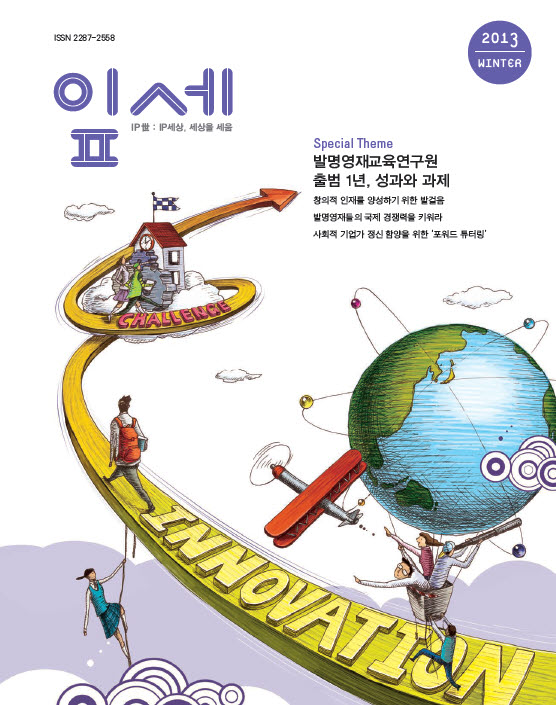 ISSN 2287-2558
2013
WINTER
입세
IP世 : IP세상, 세상을 세움
Special Theme
발명영재교육연구원
출범 1년, 성과와 과제
창의적 인재를 양성하기 위한 발걸음
발명영재들의 국제 경쟁력을 키워라
사회적 기업가 정신 함양을 위한 '포워드 튜터링'
CHALLENGE
INNOVATION